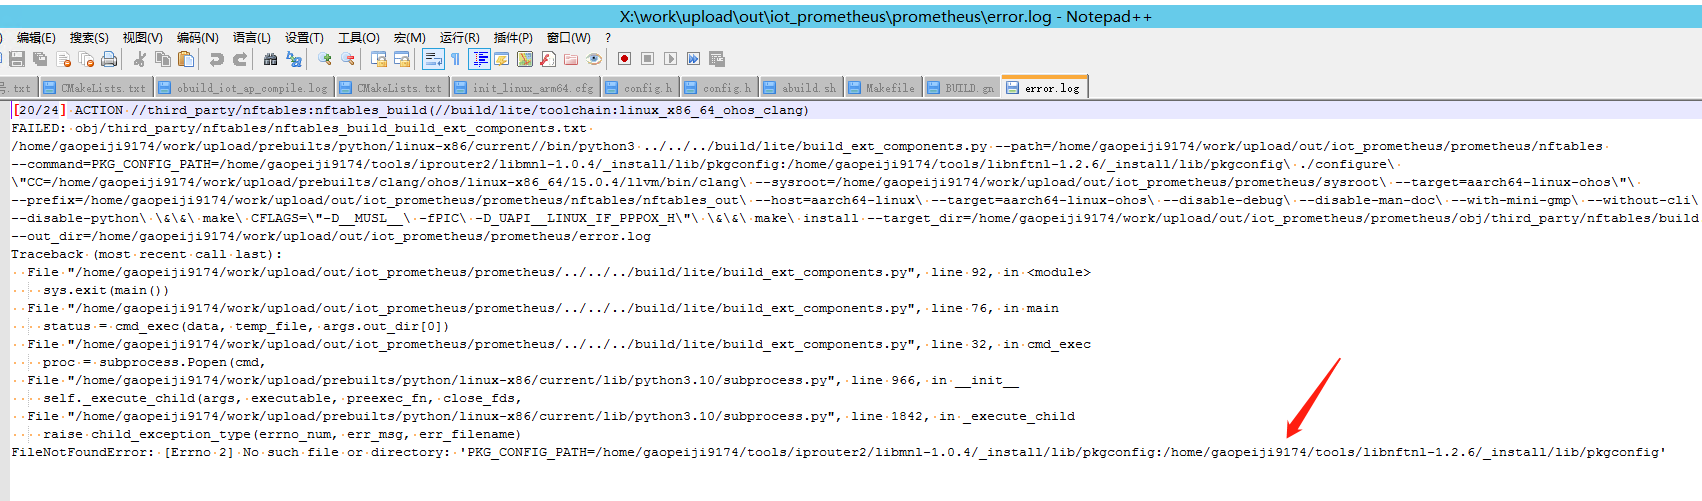 X:\work\upload\out\iot_prometheus\prometheus\error.log - Notepad++
) 编辑(E) 搜索(S) 视图(V) 编码(N) 语言(L) 设置(T) 工具(O) 宏(M) 运行(R) 插件(P) 窗口(W) ?
号.txt CMakeLists.txt obuild_iot_ap_compile.log CMakeLists.txt init_linux_arm64.cfg config.h config.h abuild.sh Makefile BUILD.gn error.log
[20/24] ACTION //third_party/nftables:nftables_build(//build/lite/toolchain:linux_x86_64_ohos_clang)
FAILED: obj/third_party/nftables/nftables_build_build_ext_components.txt
/home/gaopeiji9174/work/upload/prebuilts/python/linux-x86/current//bin/python3 ../../../build/lite/build_ext_components.py --path=/home/gaopeiji9174/work/upload/out/iot_prometheus/prometheus/nftables
--command=PKG_CONFIG_PATH=/home/gaopeiji9174/tools/iprouter2/libmnl-1.0.4/_install/lib/pkgconfig:/home/gaopeiji9174/tools/libnftnl-1.2.6/_install/lib/pkgconfig\ ./configure\
\"CC=/home/gaopeiji9174/work/upload/prebuilts/clang/ohos/linux-x86_64/15.0.4/llvm/bin/clang\ --sysroot=/home/gaopeiji9174/work/upload/out/iot_prometheus/prometheus/sysroot\ --target=aarch64-linux-ohos\"\
--prefix=/home/gaopeiji9174/work/upload/out/iot_prometheus/prometheus/nftables/nftables_out\ --host=aarch64-linux\ --target=aarch64-linux-ohos\ --disable-debug\ --disable-man-doc\ --with-mini-gmp\ --without-cli\
--disable-python\ \&\&\ make\ CFLAGS=\"-D__MUSL__\ -fPIC\ -D_UAPI__LINUX_IF_PPPOX_H\"\ \&\&\ make\ install --target_dir=/home/gaopeiji9174/work/upload/out/iot_prometheus/prometheus/obj/third_party/nftables/build
--out_dir=/home/gaopeiji9174/work/upload/out/iot_prometheus/prometheus/error.log
Traceback (most recent call last):
File "/home/gaopeiji9174/work/upload/out/iot_prometheus/prometheus/../../../build/lite/build_ext_components.py", line 92, in <module>
sys.exit(main())
File "/home/gaopeiji9174/work/upload/out/iot_prometheus/prometheus/../../../build/lite/build_ext_components.py", line 76, in main
status = cmd_exec(data, temp_file, args.out_dir[0])
File "/home/gaopeiji9174/work/upload/out/iot_prometheus/prometheus/../../../build/lite/build_ext_components.py", line 32, in cmd_exec
proc = subprocess.Popen(cmd,
File "/home/gaopeiji9174/work/upload/prebuilts/python/linux-x86/current/lib/python3.10/subprocess.py", line 966, in __init__
self._execute_child(args, executable, preexec_fn, close_fds,
File "/home/gaopeiji9174/work/upload/prebuilts/python/linux-x86/current/lib/python3.10/subprocess.py", line 1842, in _execute_child
raise child_exception_type(errno_num, err_msg, err_filename)
FileNotFoundError: [Errno 2] No such file or directory: 'PKG_CONFIG_PATH=/home/gaopeiji9174/tools/iprouter2/libmnl-1.0.4/_install/lib/pkgconfig:/home/gaopeiji9174/tools/libnftnl-1.2.6/_install/lib/pkgconfig'